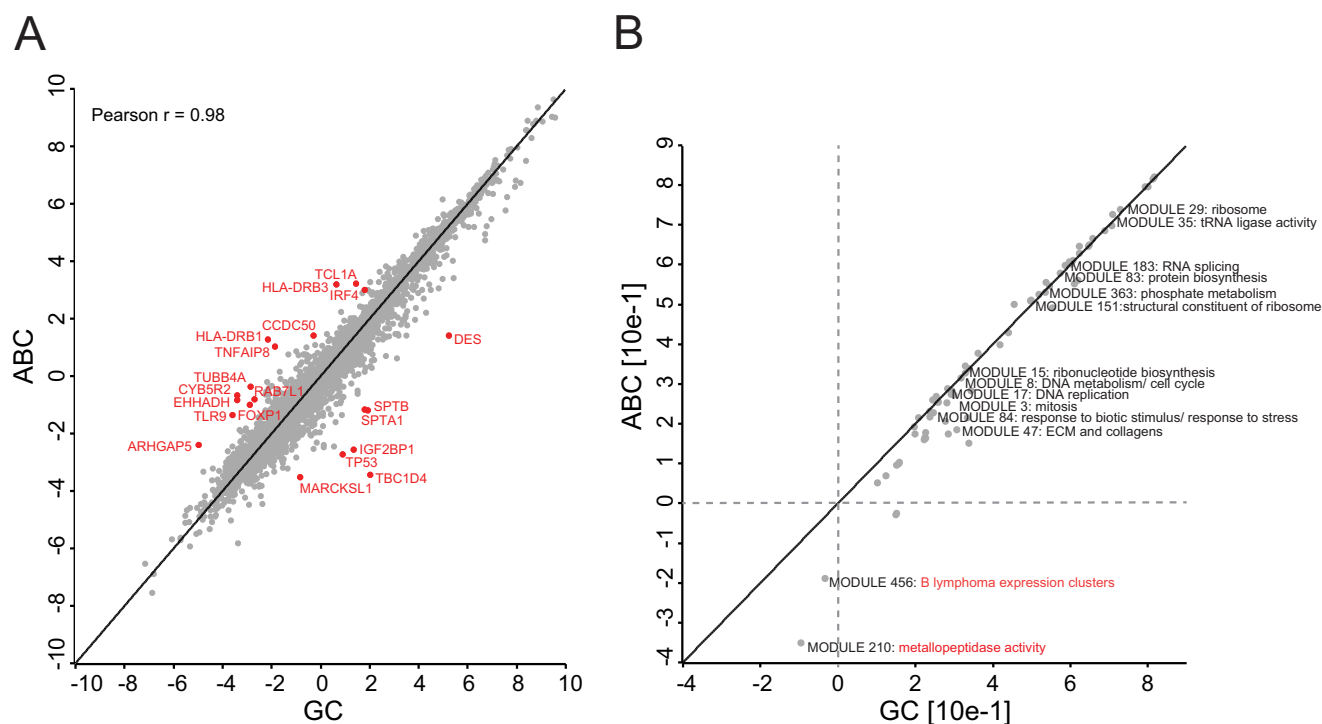 A
Pearson r = 0.98
10
8
6
4
2
0
-2
-4
-6
-8
-10
ABC
TCL1A
HLA-DRB3
IRF4
CCDC50
HLA-DRB1
TNFAIP8
DES
TUBB4A
CYB5R2
RAB7L1
EHHADH
TLR9
FOXP1
SPTB
SPTA1
ARHGAP5
IGF2BP1
TP53
TBC1D4
MARCKSL1
-10 -8 -6 -4 -2 0 2 4 6 8 10
GC
B
9
8
7
6
5
4
3
2
1
0
-1
-2
-3
-4
ABC [10e-1]
MODULE 29: ribosome
MODULE 35: tRNA ligase activity
MODULE 183: RNA splicing
MODULE 83: protein biosynthesis
MODULE 363: phosphate metabolism
MODULE 151:structural constituent of ribosome
MODULE 15: ribonucleotide biosynthesis
MODULE 8: DNA metabolism/ cell cycle
MODULE 17: DNA replication
MODULE 3: mitosis
MODULE 84: response to biotic stimulus/ response to stress
MODULE 47: ECM and collagens
MODULE 456: B lymphoma expression clusters
MODULE 210: metallopeptidase activity
-4 -2 0 2 4 6 8
GC [10e-1]